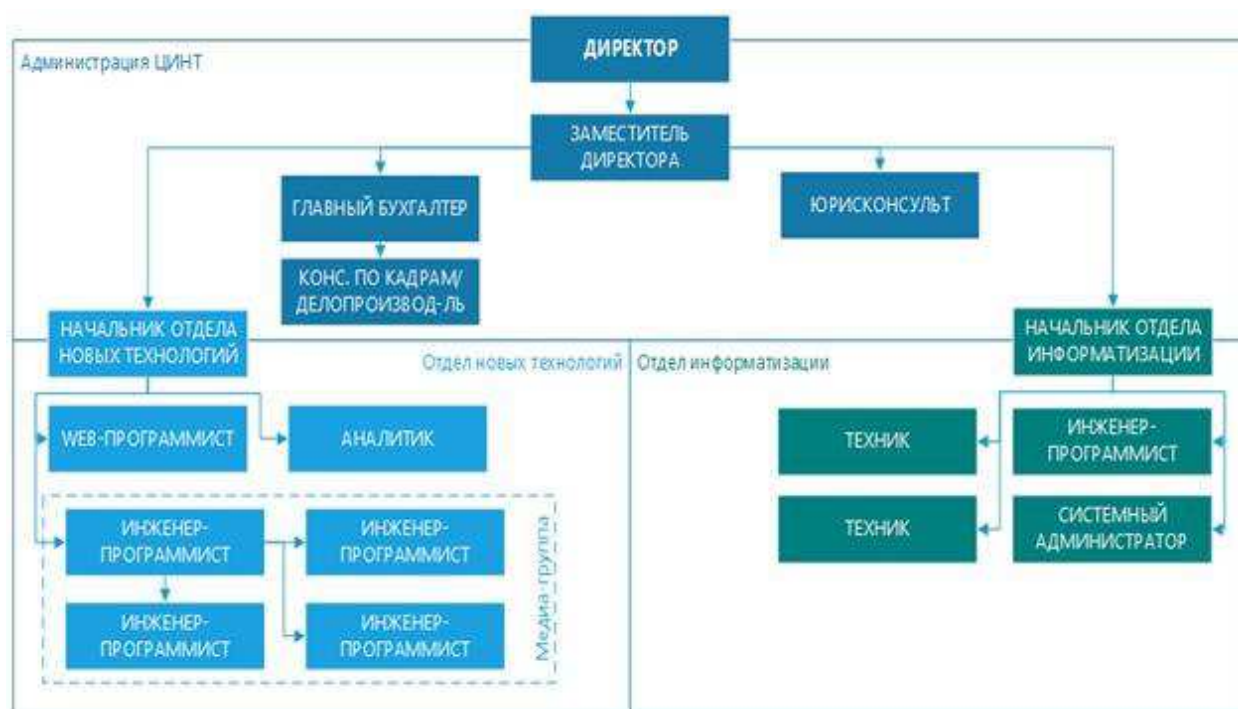 ДИРЕКТОР
Администрация ЦИНТ
ЗАМЕСТИТЕЛЬ
ДИРЕКТОРА
ГЛАВНЫЙ БУХГАЛТЕР
ЮРИСКОНСУЛЬТ
КОНС. ПО КАДРАМ/
ДЕЛОПРОИЗВОД-ЛЬ
НАЧАЛЬНИК ОТДЕЛА
НОВЫХ ТЕХНОЛОГИЙ
НАЧАЛЬНИК ОТДЕЛА
ИНФОРМАТИЗАЦИИ
Отдел новых технологий
Отдел информатизации
WEB-ПРОГРАММИСТ
АНАЛИТИК
ТЕХНИК
ИНЖЕНЕР-
ПРОГРАММИСТ
ИНЖЕНЕР-
ПРОГРАММИСТ
ИНЖЕНЕР-
ПРОГРАММИСТ
ТЕХНИК
СИСТЕМНЫЙ
АДМИНИСТРАТОР
ИНЖЕНЕР-
ПРОГРАММИСТ
ИНЖЕНЕР-
ПРОГРАММИСТ
Медиа-группа